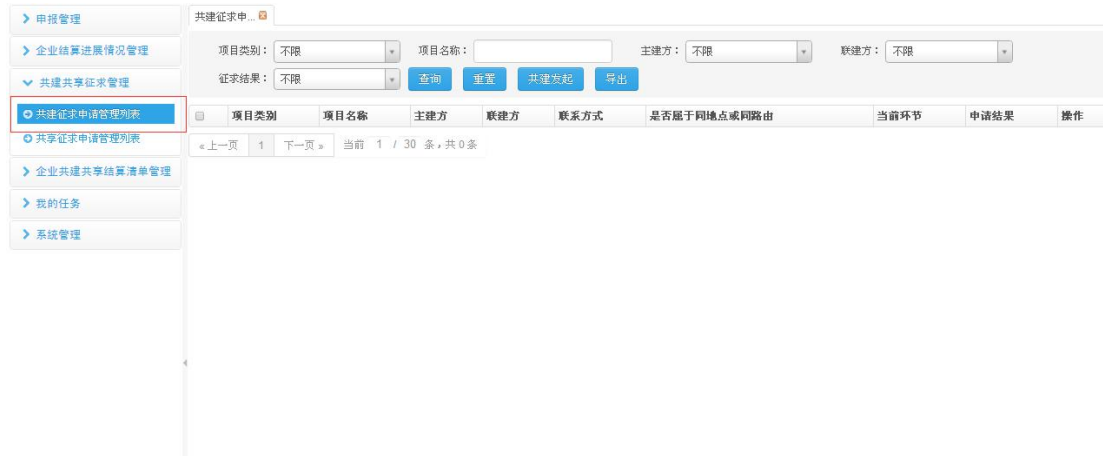 申报管理
企业结算进展情况管理
共建共享征求管理
共建征求申请管理列表
共享征求申请管理列表
企业共建共享结算清单管理
我的任务
系统管理
共建征求申...
项目类别： 不限 项目名称： 主建方： 不限 联建方： 不限
征求结果： 不限 查询 重置 共建发起 导出
项目类别 项目名称 主建方 联建方 联系方式 是否属于同地点或同路由 当前环节 申请结果 操作
«上一页 1 下一页» 当前 1 / 30 条，共0条